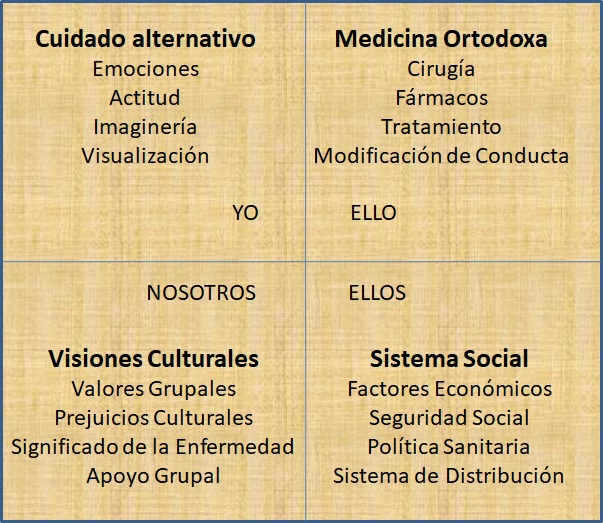 Cuidado alternativo
Emociones
Actitud
Imaginería
Visualización
YO
Medicina Ortodoxa
Cirugía
Fármacos
Tratamiento
Modificación de Conducta
ELLO
NOSOTROS
Visiones Culturales
Valores Grupales
Prejuicios Culturales
Significado de la Enfermedad
Apoyo Grupal
ELLOS
Sistema Social
Factores Económicos
Seguridad Social
Política Sanitaria
Sistema de Distribución